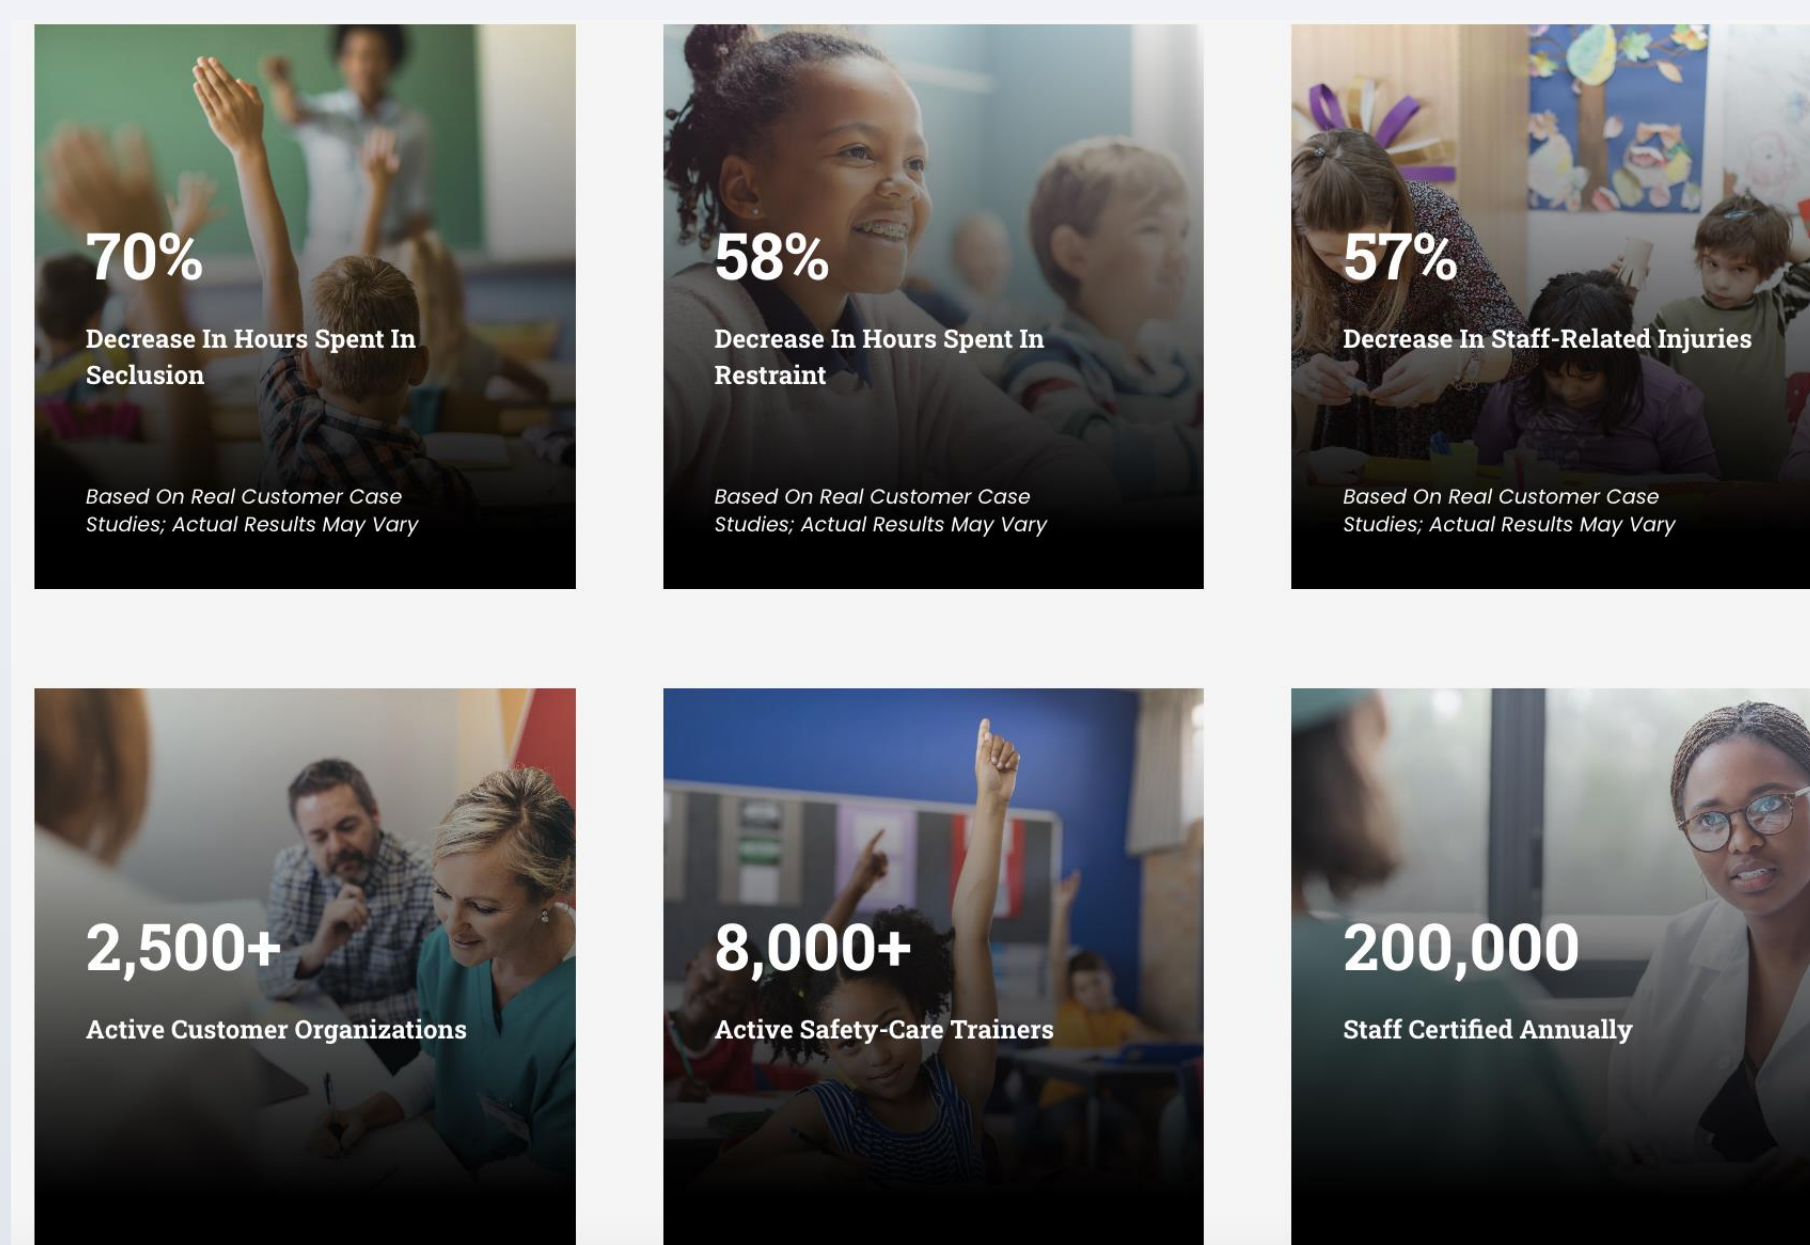 70%
Decrease In Hours Spent In
Seclusion
Based On Real Customer Case
Studies; Actual Results May Vary
58%
Decrease In Hours Spent In
Restraint
Based On Real Customer Case
Studies; Actual Results May Vary
57%
Decrease In Staff-Related Injuries
Based On Real Customer Case
Studies; Actual Results May Vary
2,500+
Active Customer Organizations
8,000+
Active Safety-Care Trainers
200,000
Staff Certified Annually